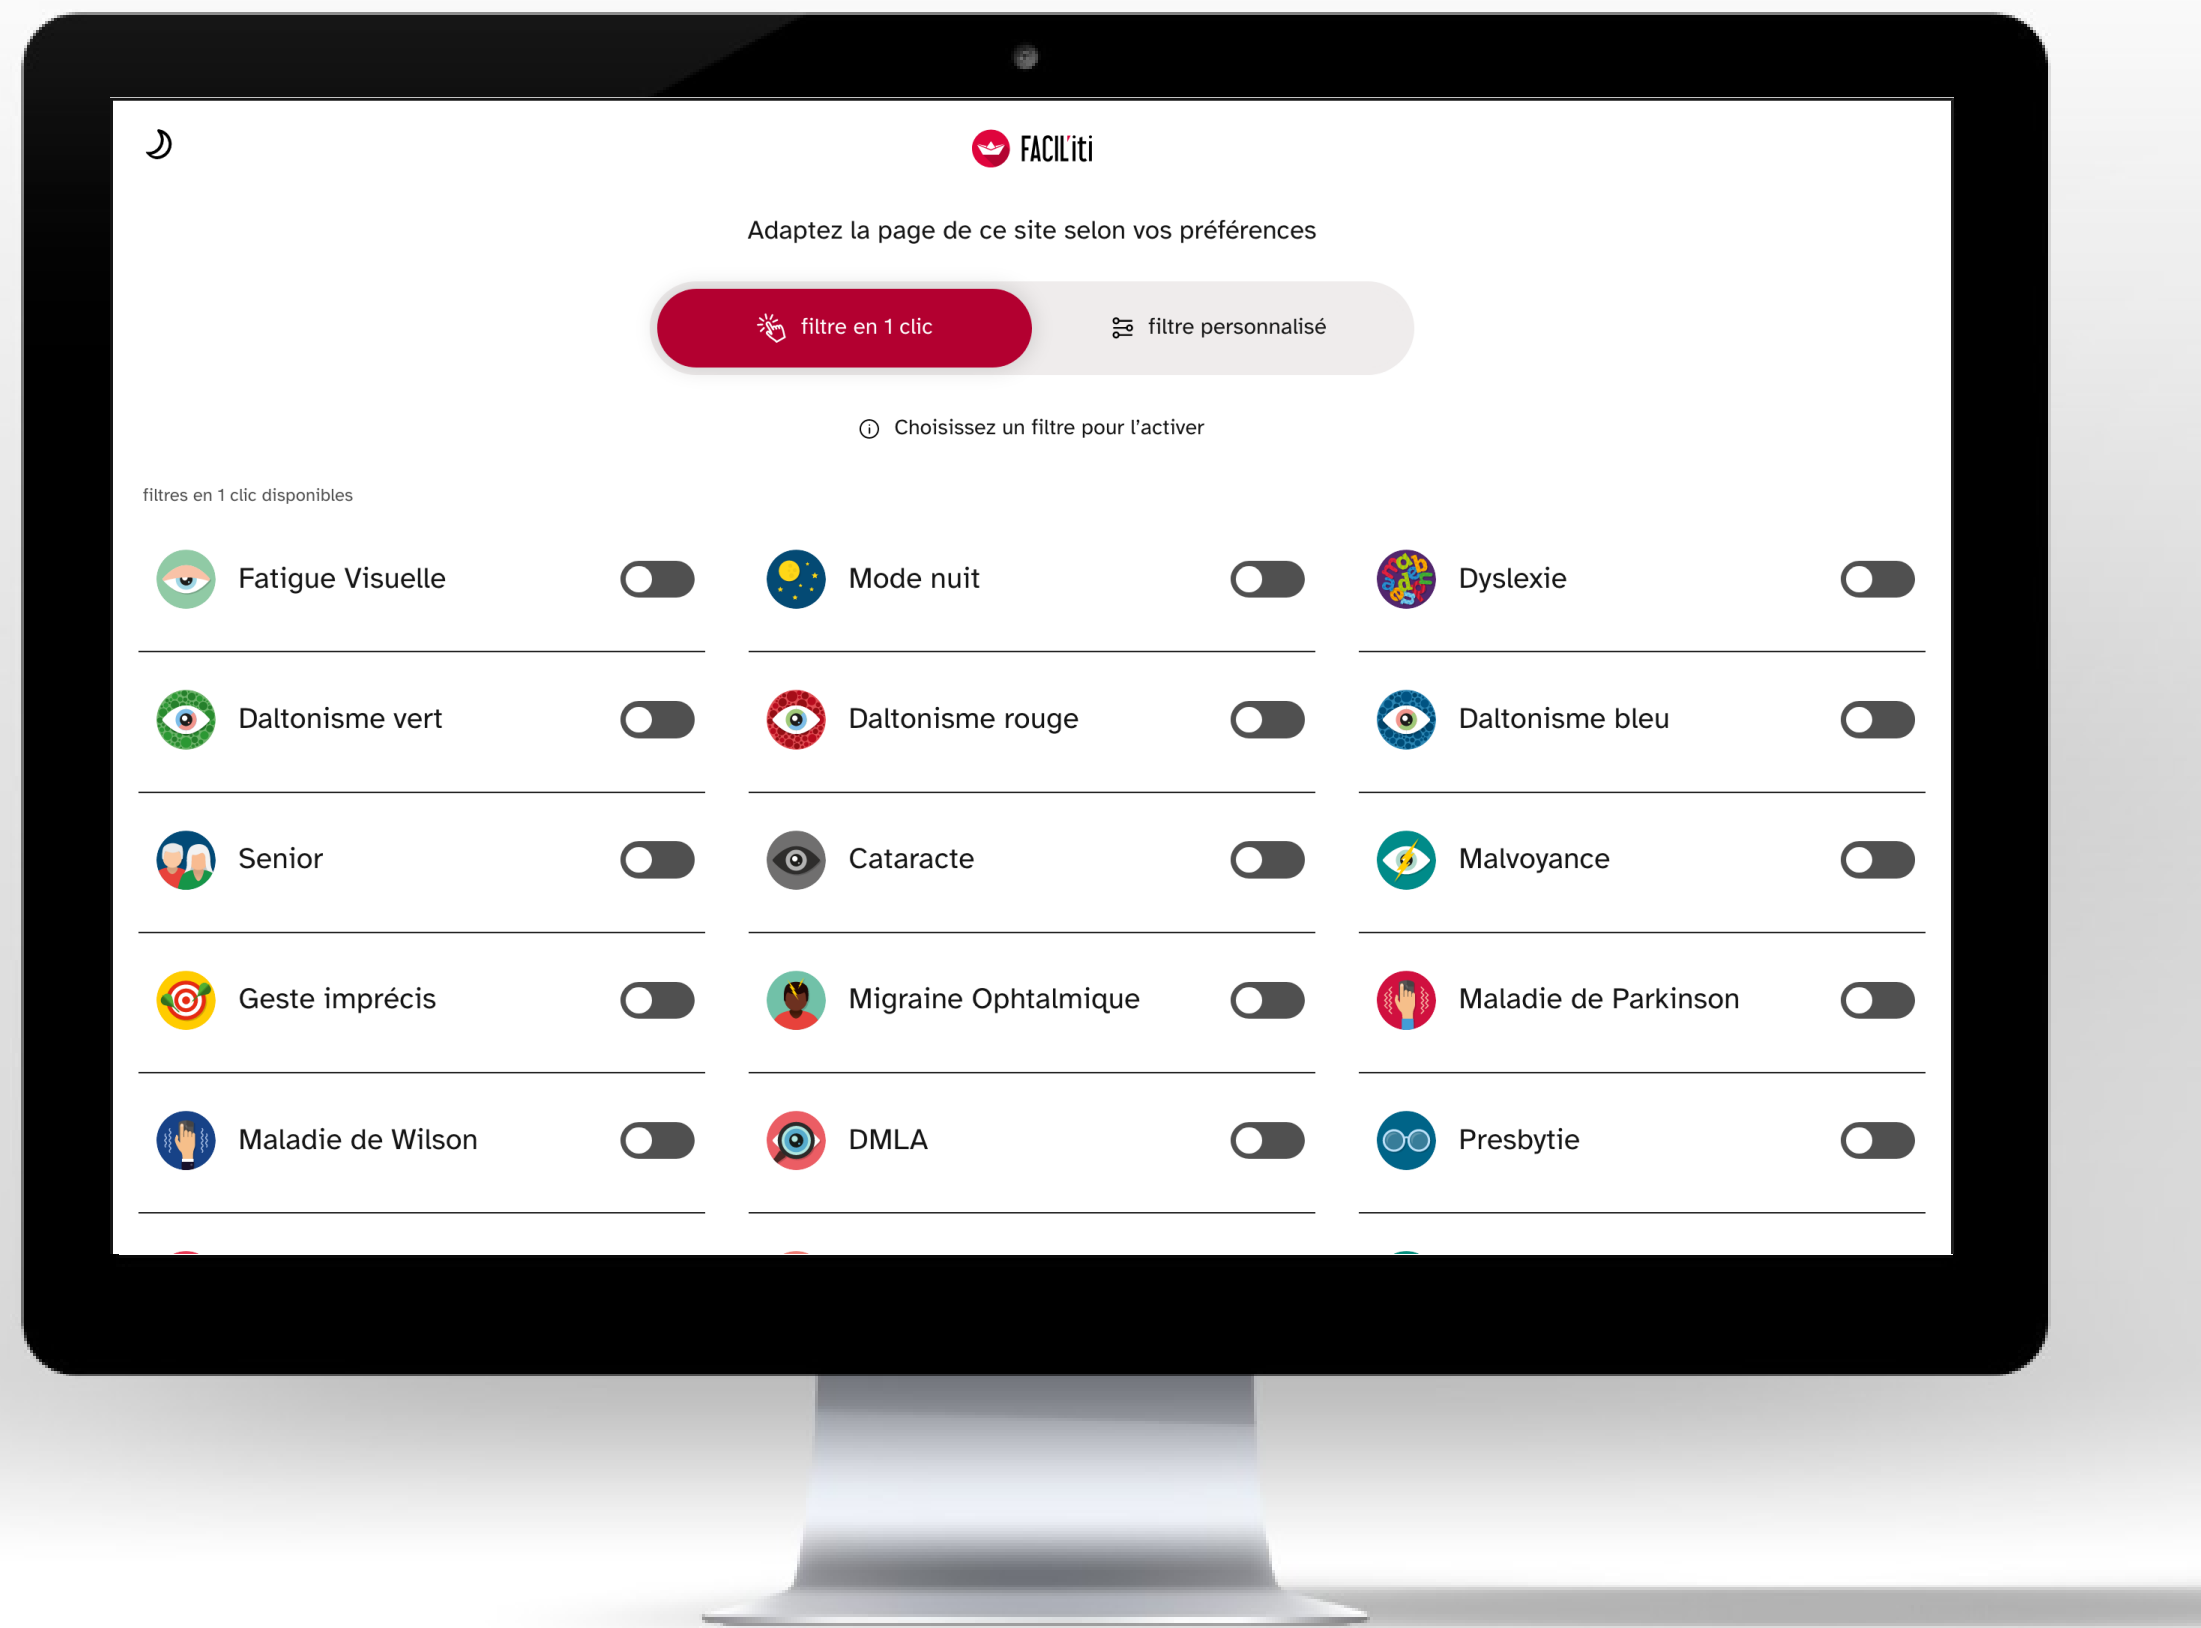 FACIL'iti
Adaptez la page de ce site selon vos préférences
filtre en 1 clic
filtre personnalisé
Choisissez un filtre pour l’activer
filtres en 1 clic disponibles
Fatigue Visuelle
Mode nuit
Dyslexie
Daltonisme vert
Daltonisme rouge
Daltonisme bleu
Senior
Cataracte
Malvoyance
Geste imprécis
Migraine Ophtalmique
Maladie de Parkinson
Maladie de Wilson
DMLA
Presbytie